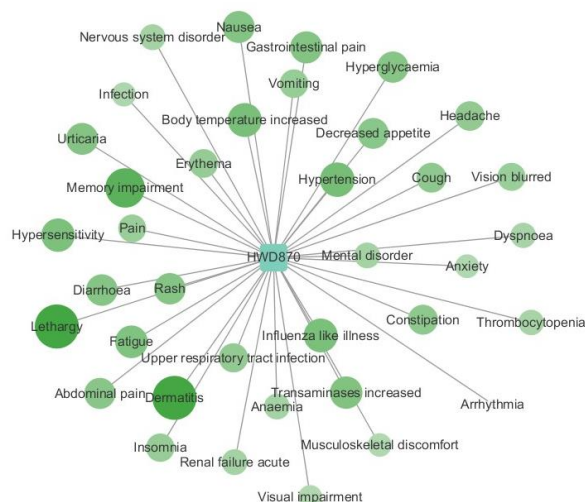 Nausea
Nervous system disorder
Gastrointestinal pain
Hyperglycaemia
Vomiting
Infection
Headache
Body temperature increased
Decreased appetite
Urticaria
Erythema
Vision blurred
Cough
Hypertension
Memory impairment
Pain
Hypersensitivity
Dyspnoea
HWD870
Mental disorder
Anxiety
Diarrhoea
Rash
Constipation
Thrombocytopenia
Lethargy
Influenza like illness
Fatigue
Upper respiratory tract infection
Abdominal pain
Dermatitis
Transaminases increased
Arrhythmia
Anaemia
Insomnia
Musculoskeletal discomfort
Renal failure acute
Visual impairment